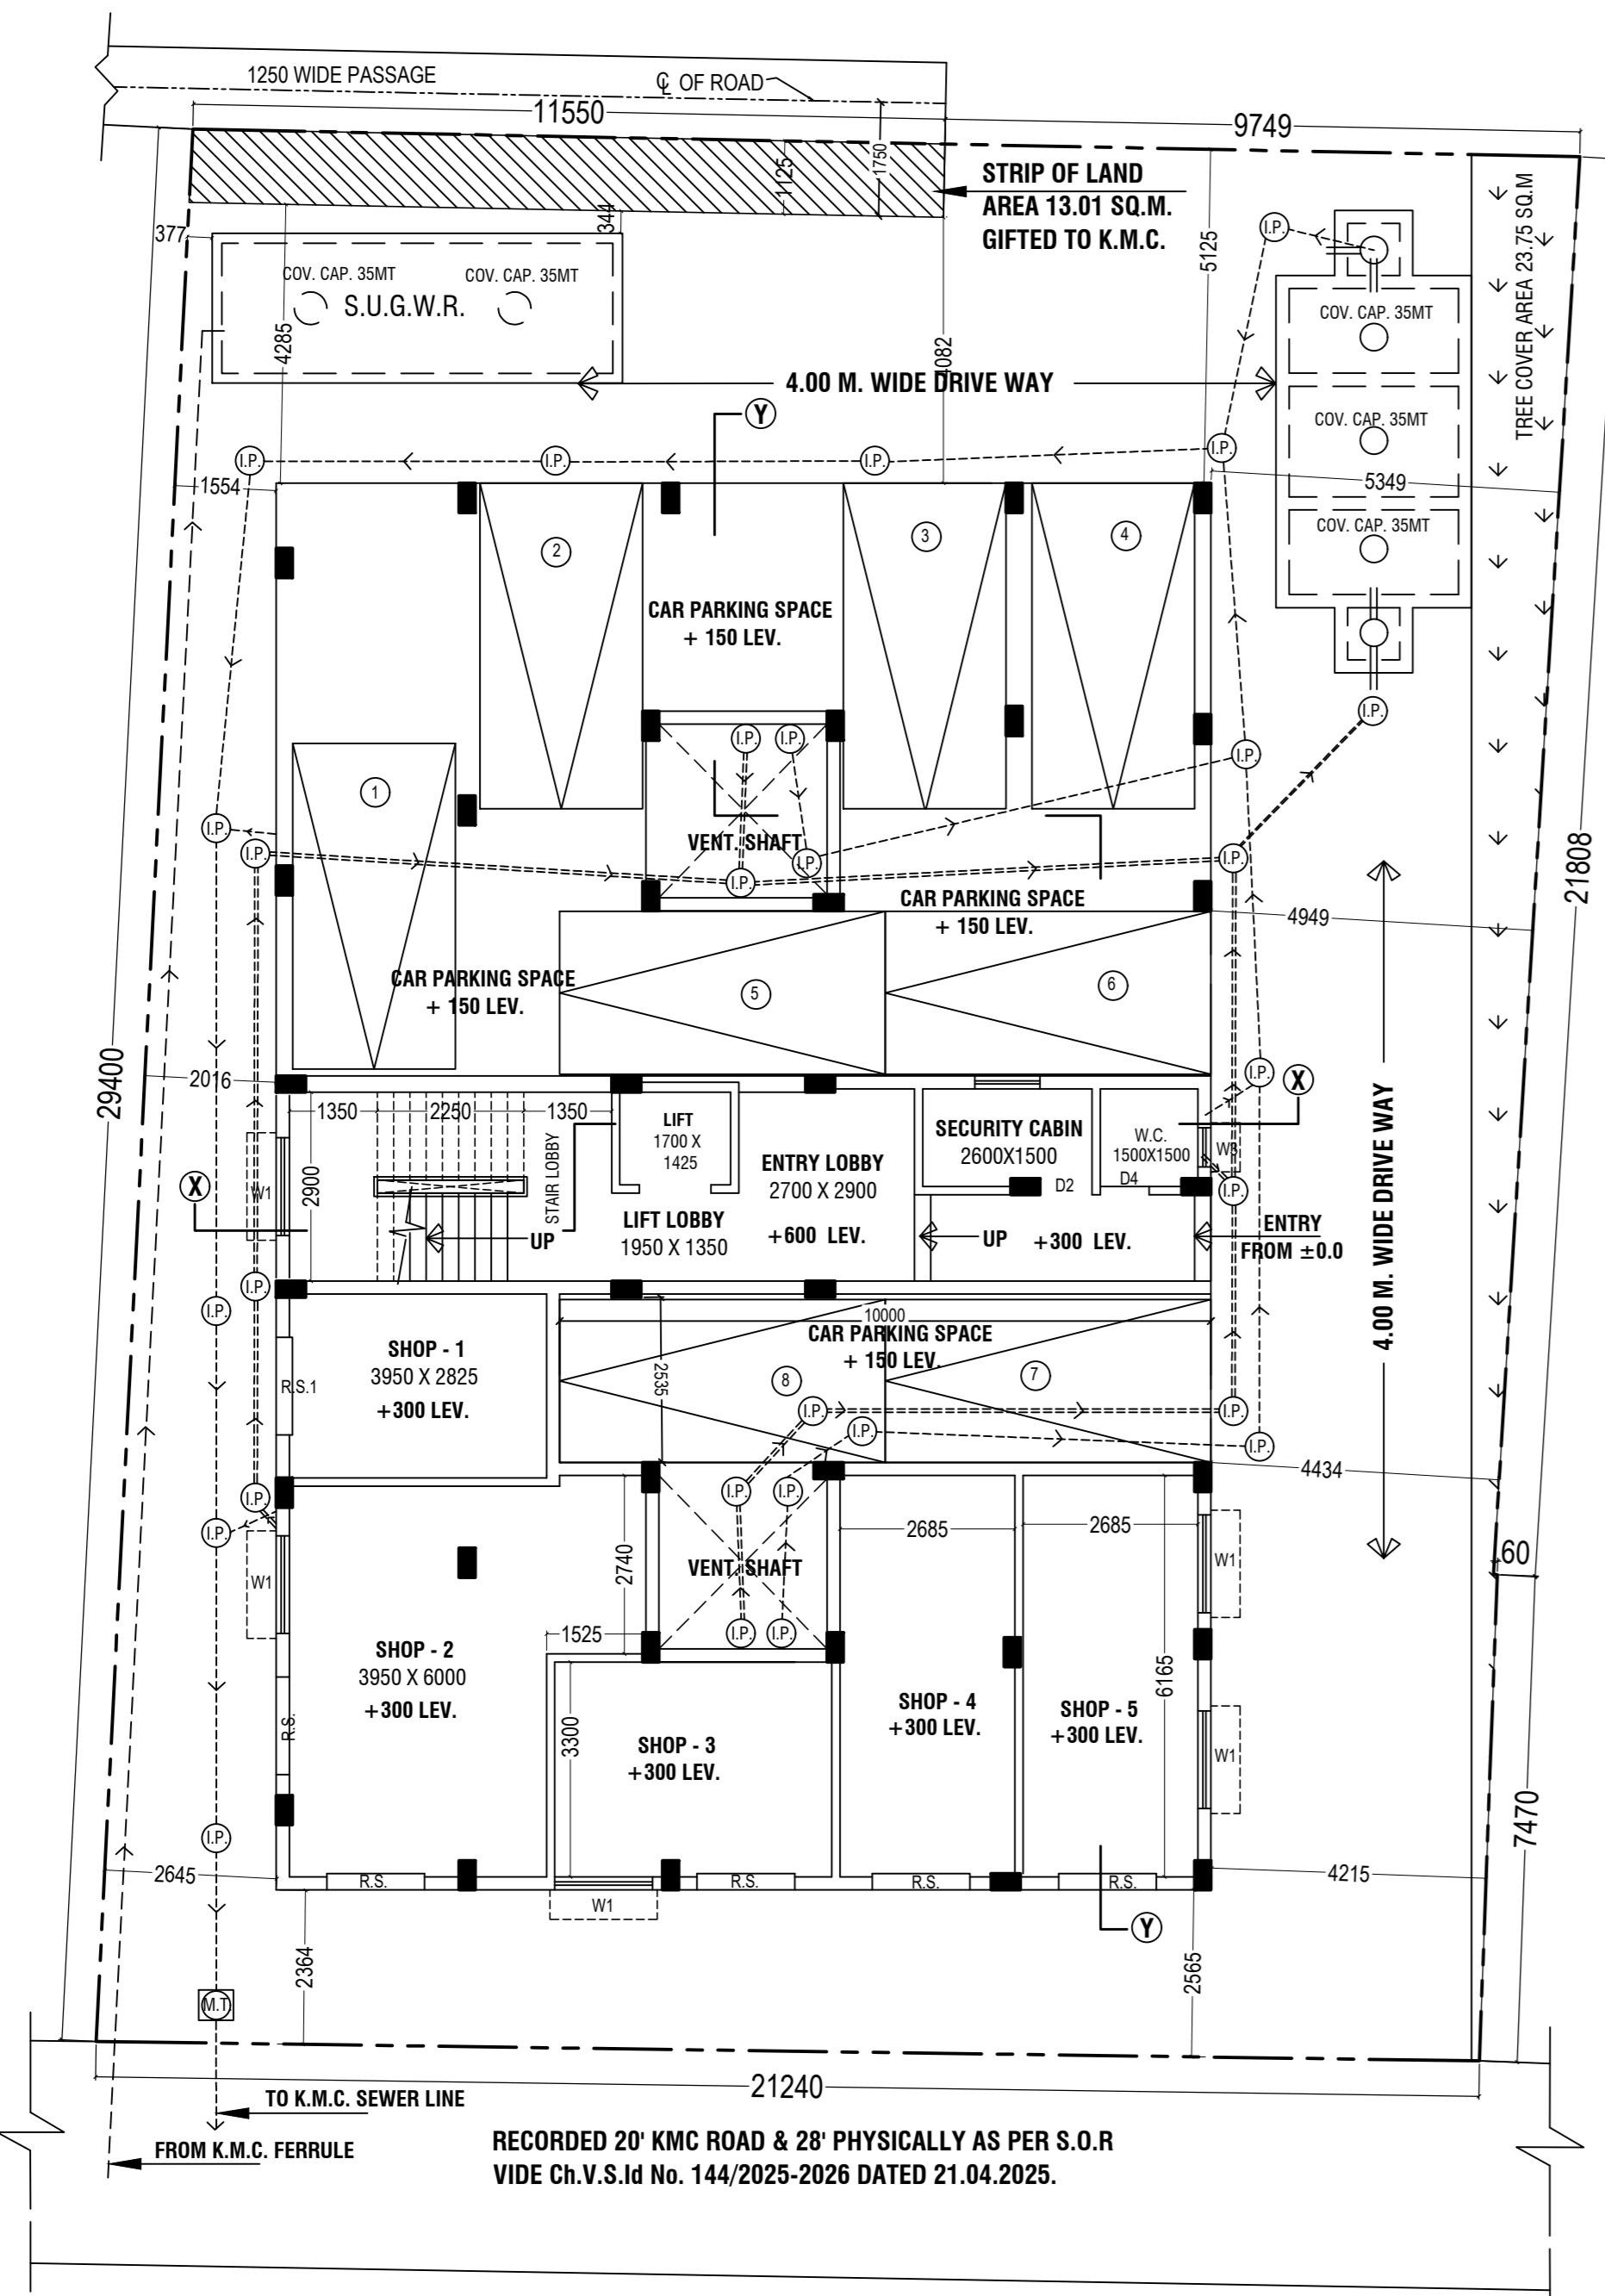 1250 WIDE PASSAGE
℄ OF ROAD
11550
9749
1125
1750
STRIP OF LAND
AREA 13.01 SQ.M.
GIFTED TO K.M.C.
TREE COVER AREA 23.75 SQ.M
377
344
5125
I.P.
COV. CAP. 35MT
COV. CAP. 35MT
S.U.G.W.R.
COV. CAP. 35MT
4285
4082
4.00 M. WIDE DRIVE WAY
Y
COV. CAP. 35MT
I.P.
I.P.
I.P.
I.P.
1554
5349
COV. CAP. 35MT
2
3
4
CAR PARKING SPACE
+ 150 LEV.
I.P.
I.P.
I.P.
I.P.
1
I.P.
VENT. SHAFT
I.P.
I.P.
I.P.
I.P.
I.P.
21808
CAR PARKING SPACE
+ 150 LEV.
4949
CAR PARKING SPACE
+ 150 LEV.
5
6
29400
2016
I.P.
X
1350
2250
1350
LIFT
1700 X
1425
SECURITY CABIN
2600X1500
W.C.
1500X1500
W3
4.00 M. WIDE DRIVE WAY
ENTRY LOBBY
2700 X 2900
STAIR LOBBY
2900
X
W1
D2
D4
I.P.
LIFT LOBBY
1950 X 1350
+600 LEV.
UP
UP
+300 LEV.
ENTRY
FROM ±0.0
I.P.
I.P.
10000
SHOP - 1
3950 X 2825
+300 LEV.
R.S.1
CAR PARKING SPACE
+ 150 LEV.
2535
8
7
I.P.
I.P.
I.P.
I.P.
4434
I.P.
I.P.
I.P.
I.P.
2685
2685
60
W1
2740
VENT. SHAFT
W1
1525
I.P.
I.P.
SHOP - 2
3950 X 6000
+300 LEV.
R.S.
6165
SHOP - 4
+300 LEV.
SHOP - 5
+300 LEV.
3300
SHOP - 3
+300 LEV.
W1
7470
I.P.
2645
4215
R.S.
R.S.
R.S.
R.S.
W1
Y
2364
2565
M.T.
21240
TO K.M.C. SEWER LINE
FROM K.M.C. FERRULE
RECORDED 20' KMC ROAD & 28' PHYSICALLY AS PER S.O.R
VIDE Ch.V.S.Id No. 144/2025-2026 DATED 21.04.2025.